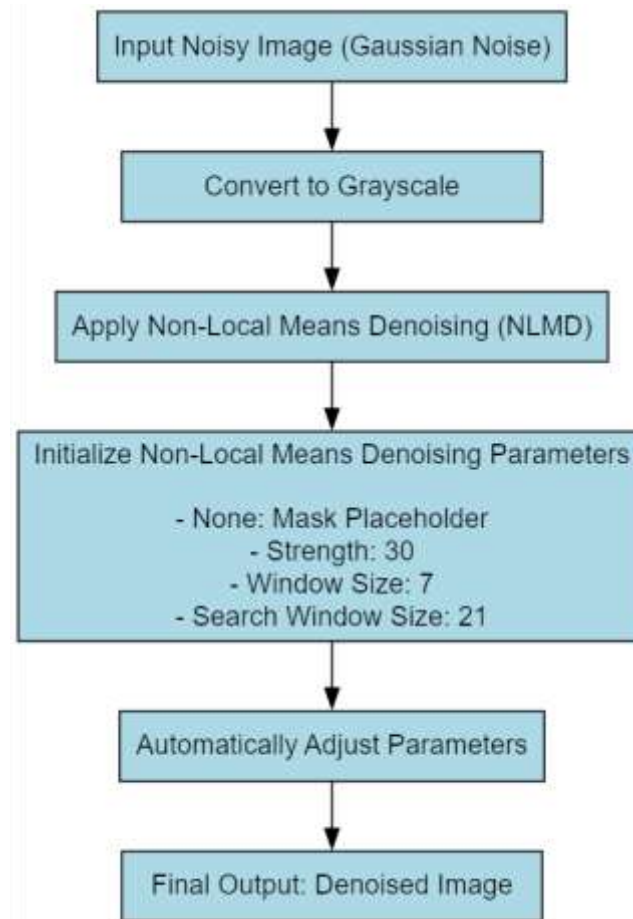 Input Noisy Image (Gaussian Noise)
Convert to Grayscale
Apply Non-Local Means Denoising (NLMD)
Initialize Non-Local Means Denoising Parameters
- None: Mask Placeholder
- Strength: 30
- Window Size: 7
- Search Window Size: 21
Automatically Adjust Parameters
Final Output: Denoised Image